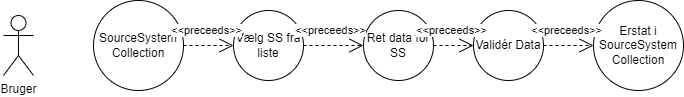 Bruger
SourceSystem
Collection
<<preceeds>>
Vælg SS fra
liste
<<preceeds>>
Ret data for
SS
<<preceeds>>
Validér Data
<<preceeds>>
Erstat i
SourceSystem
Collection